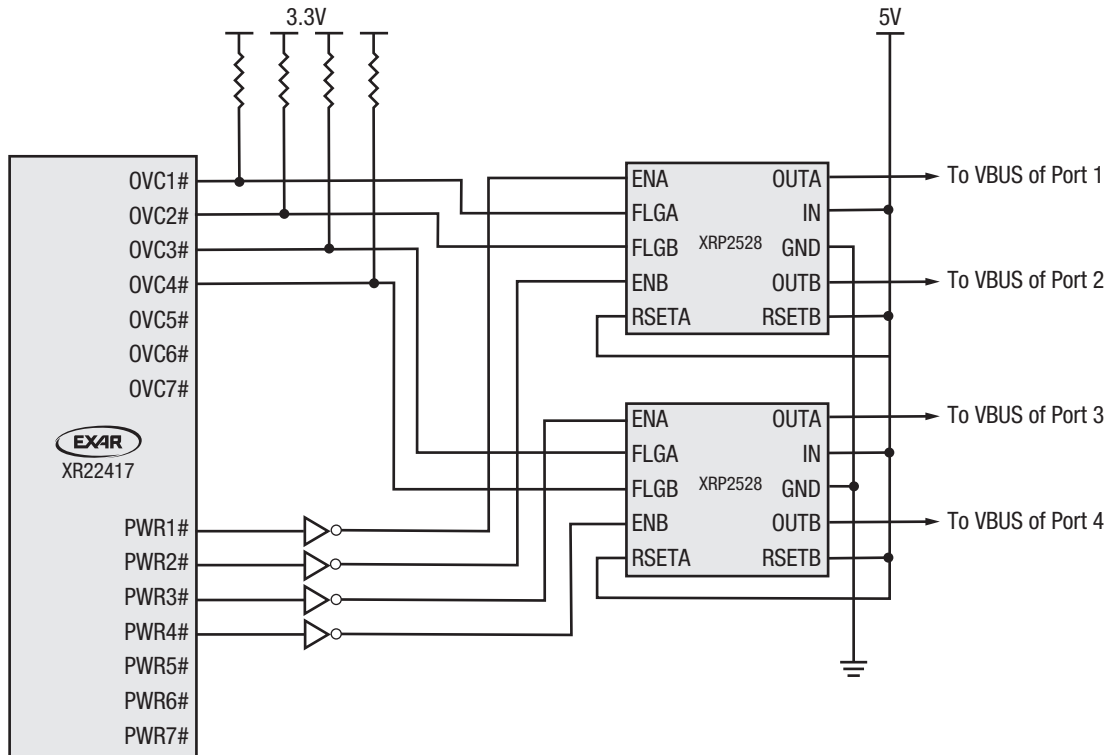 3.3V
5V
OVC1#
OVC2#
OVC3#
OVC4#
OVC5#
OVC6#
OVC7#
EXAR
XR22417
PWR1#
PWR2#
PWR3#
PWR4#
PWR5#
PWR6#
PWR7#
ENA
FLGA
FLGB
ENB
RSETA
XRP2528
OUTA
IN
GND
OUTB
RSETB
To VBUS of Port 1
To VBUS of Port 2
ENA
FLGA
FLGB
ENB
RSETA
XRP2528
OUTA
IN
GND
OUTB
RSETB
To VBUS of Port 3
To VBUS of Port 4